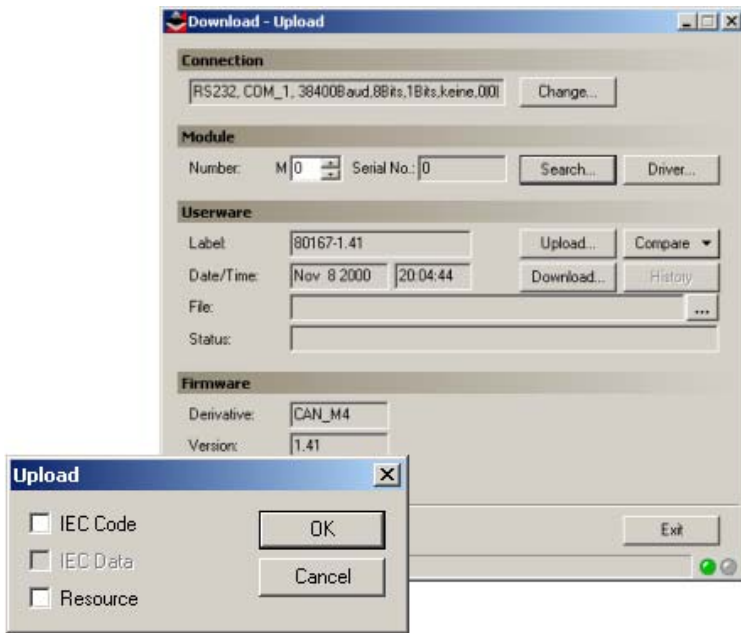 Download - Upload
Connection
RS232, COM_1, 38400Baud,8Bits,1Bits,keine,0|0|
Change...
Module
Number: M 0 Serial No.: 0 Search... Driver...
Userware
Label: 80167-1.41 Upload... Compare
Date/Time: Nov 8 2000 20:04:44 Download... History
File: ...
Status:
Firmware
Derivative: CAN_M4
Version: 1.41
Exit
Upload
IEC Code OK
IEC Data
Cancel
Resource